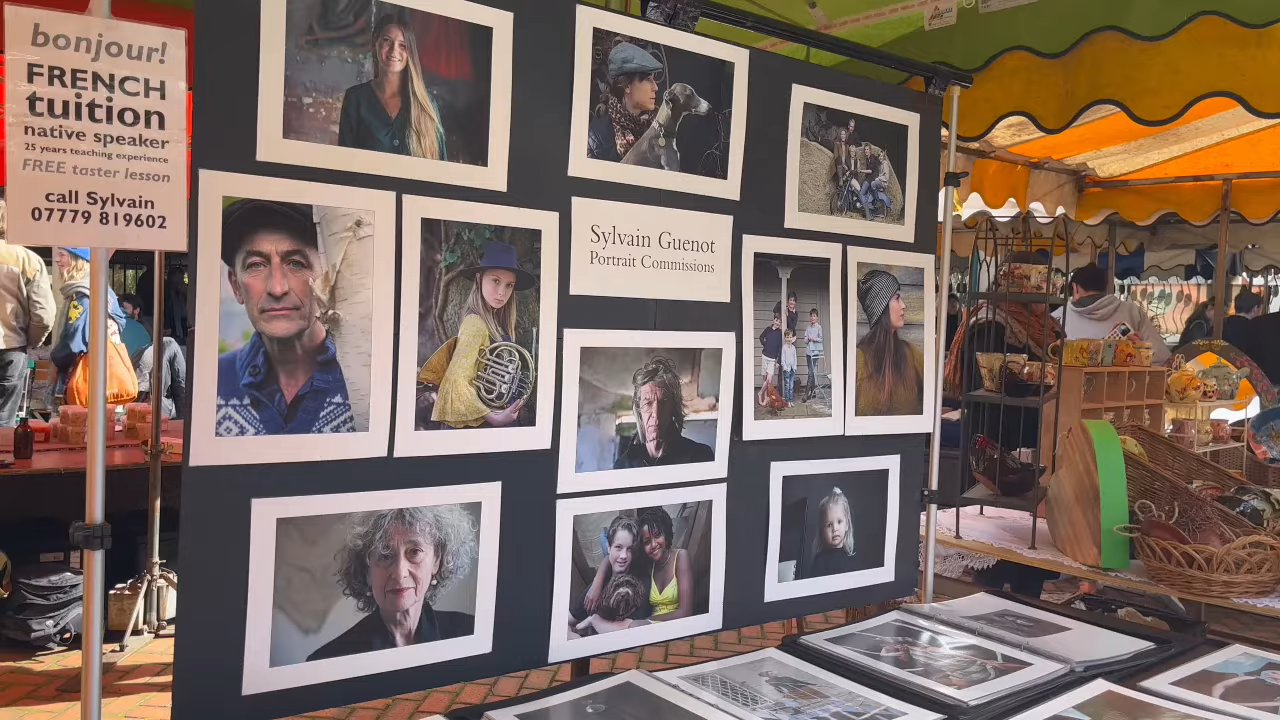 bonjour!
FRENCH
tuition
native speaker
25 years teaching experience
FREE taster lesson
call Sylvain
07779 819602
Sylvain Guenot
Portrait Commissions